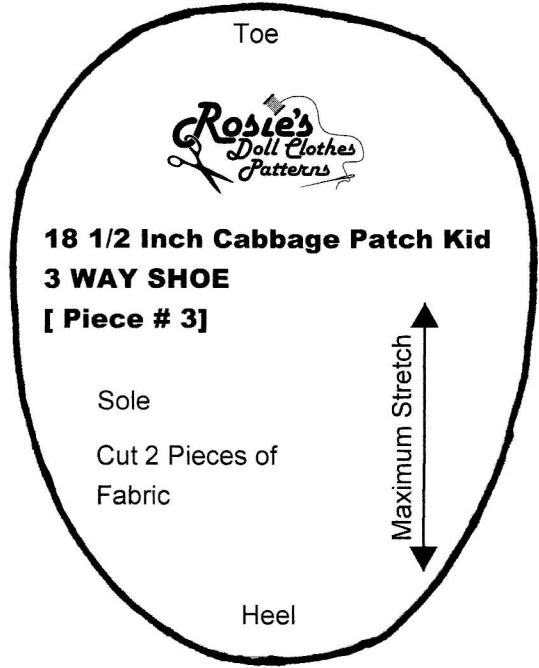 Toe
Rosie's
Doll Clothes
Patterns
18 1/2 Inch Cabbage Patch Kid
3 WAY SHOE
[ Piece # 3]
Maximum Stretch
Sole
Cut 2 Pieces of
Fabric
Heel